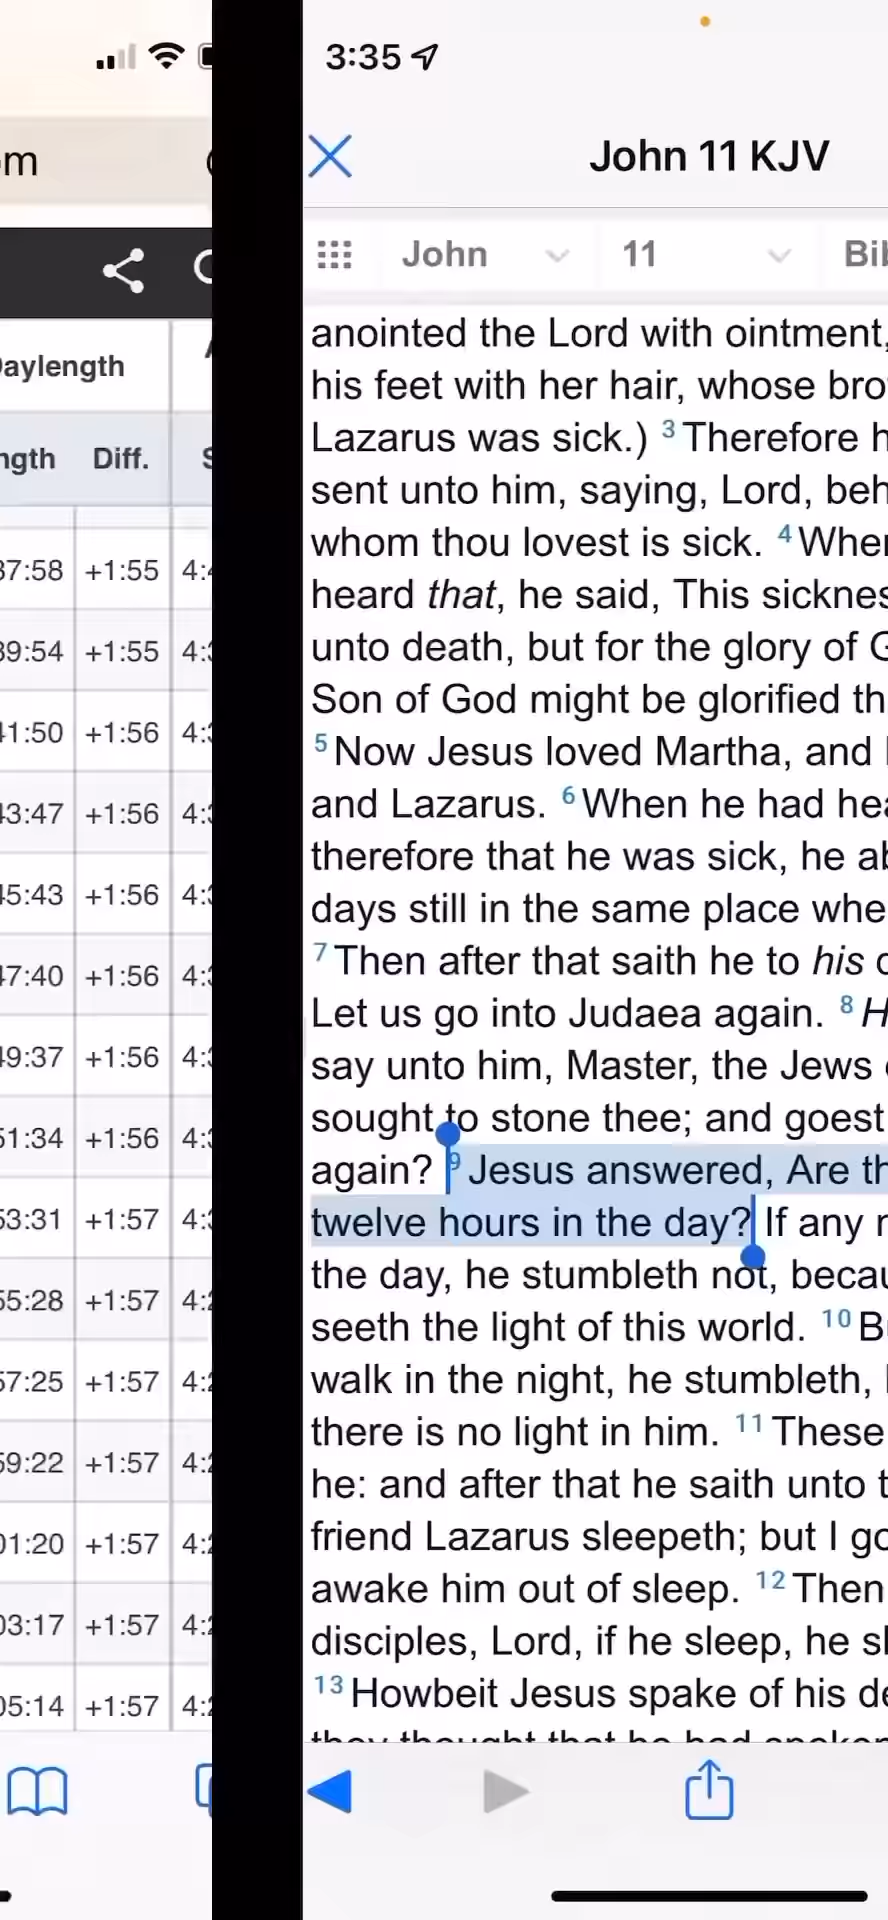 om
Daylength
ngth Diff.
37:58 +1:55
39:54 +1:55
41:50 +1:56
43:47 +1:56
45:43 +1:56
47:40 +1:56
49:37 +1:56
51:34 +1:56
53:31 +1:57
55:28 +1:57
57:25 +1:57
59:22 +1:57
01:20 +1:57
03:17 +1:57
05:14 +1:57
3:35
John 11 KJV
John 11
anointed the Lord with ointment,
his feet with her hair, whose bro
Lazarus was sick.) 3 Therefore h
sent unto him, saying, Lord, beh
whom thou lovest is sick. 4 When
heard that, he said, This sicknes
unto death, but for the glory of G
Son of God might be glorified th
5 Now Jesus loved Martha, and
and Lazarus. 6 When he had hea
therefore that he was sick, he ab
days still in the same place whe
7 Then after that saith he to his
Let us go into Judaea again. 8 H
say unto him, Master, the Jews
sought to stone thee; and goest
again? 9 Jesus answered, Are th
twelve hours in the day? If any
the day, he stumbleth not, becau
seeth the light of this world. 10 B
walk in the night, he stumbleth,
there is no light in him. 11 These
he: and after that he saith unto t
friend Lazarus sleepeth; but I go
awake him out of sleep. 12 Then
disciples, Lord, if he sleep, he s
13 Howbeit Jesus spake of his de
they thought that he had spoken